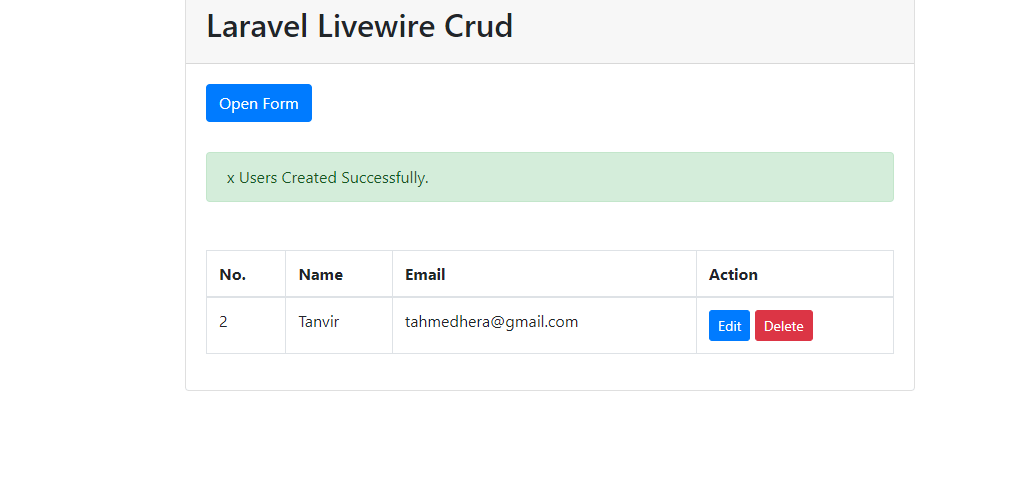 Laravel Livewire Crud
Open Form
x Users Created Successfully.
No. Name Email Action
2 Tanvir tahmedhera@gmail.com Edit Delete